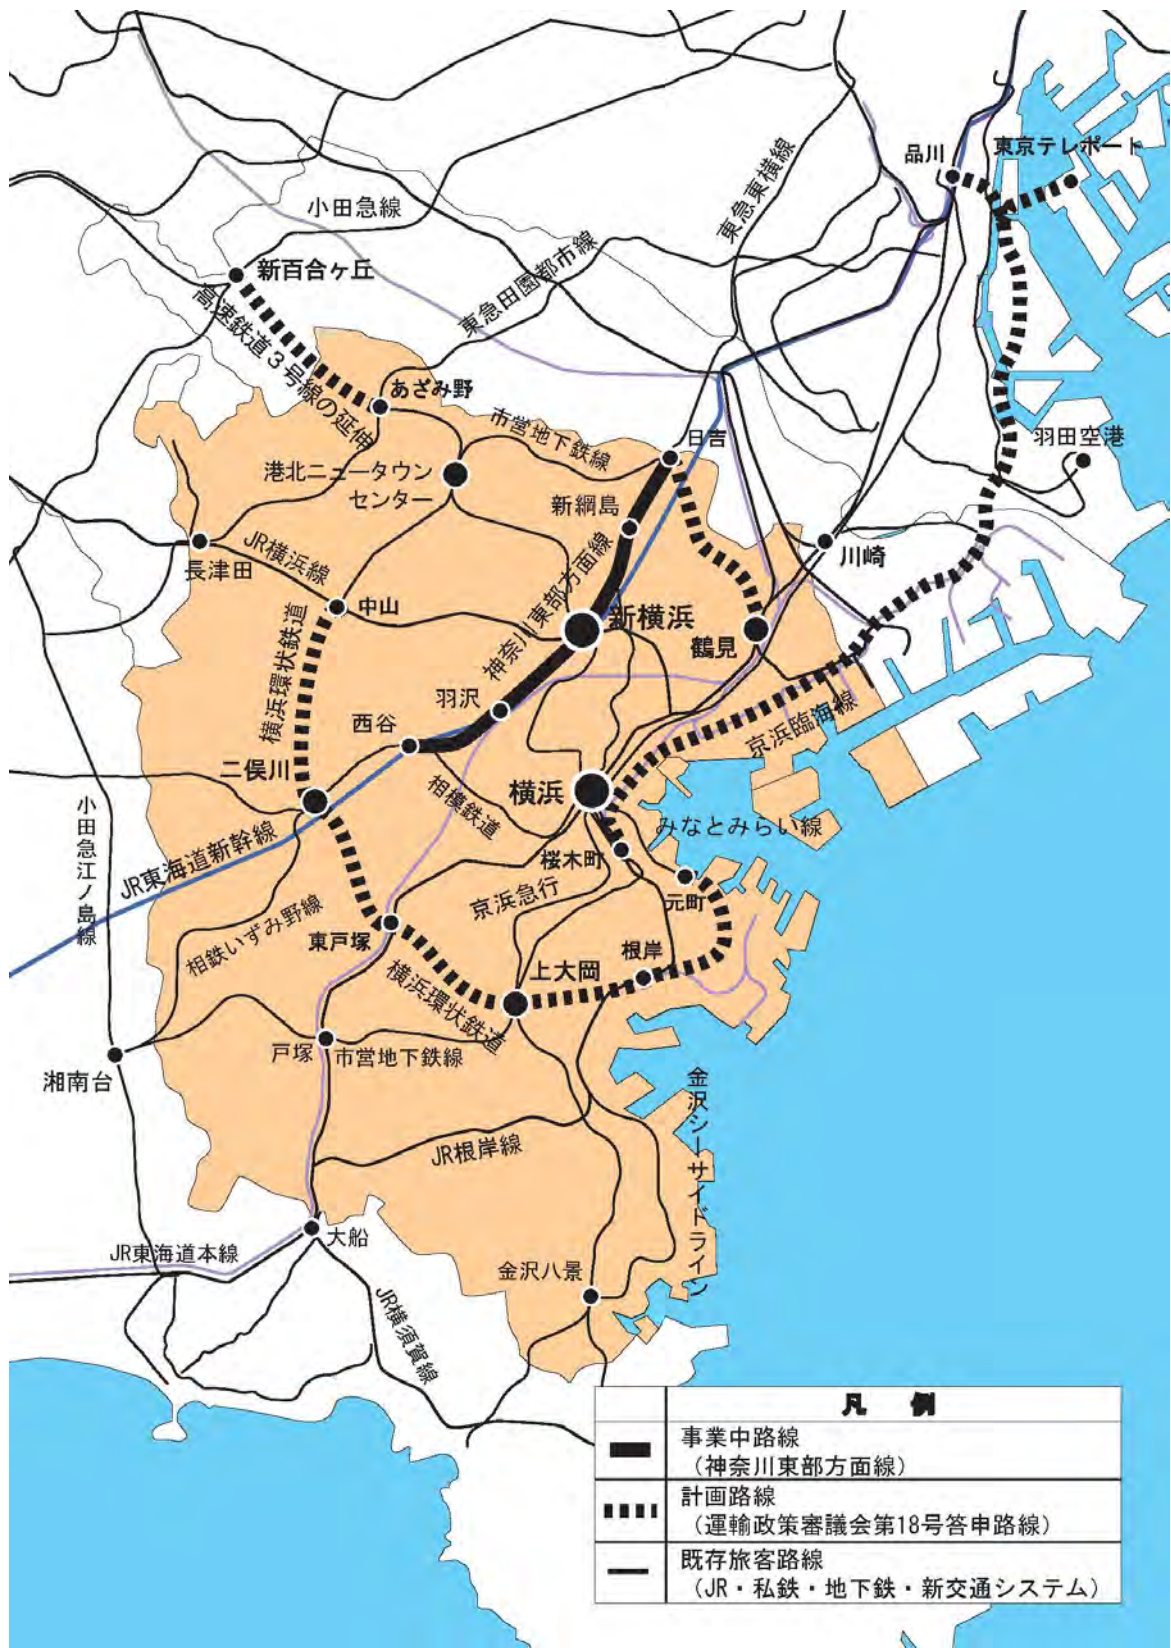 品川
東京テレポート
小田急線
東急東横線
新百合ヶ丘
東急田園都市線
高速鉄道３号線の延伸
あざみ野
市営地下鉄線
日吉
羽田空港
港北ニュータウン
センター
新綱島
長津田
JR横浜線
川崎
中山
神奈川東部方面線
新横浜
鶴見
横浜環状鉄道
羽沢
西谷
京浜臨海線
二俣川
横浜
相模鉄道
みなとみらい線
小田急江ノ島線
JR東海道新幹線
桜木町
元町
京浜急行
相鉄いずみ野線
東戸塚
根岸
上大岡
横浜環状鉄道
戸塚
市営地下鉄線
湘南台
金沢シーサイドライン
JR根岸線
大船
JR東海道本線
金沢八景
JR横須賀線
凡例
事業中路線
（神奈川東部方面線）
計画路線
（運輸政策審議会第18号答申路線）
既存旅客路線
（JR・私鉄・地下鉄・新交通システム）